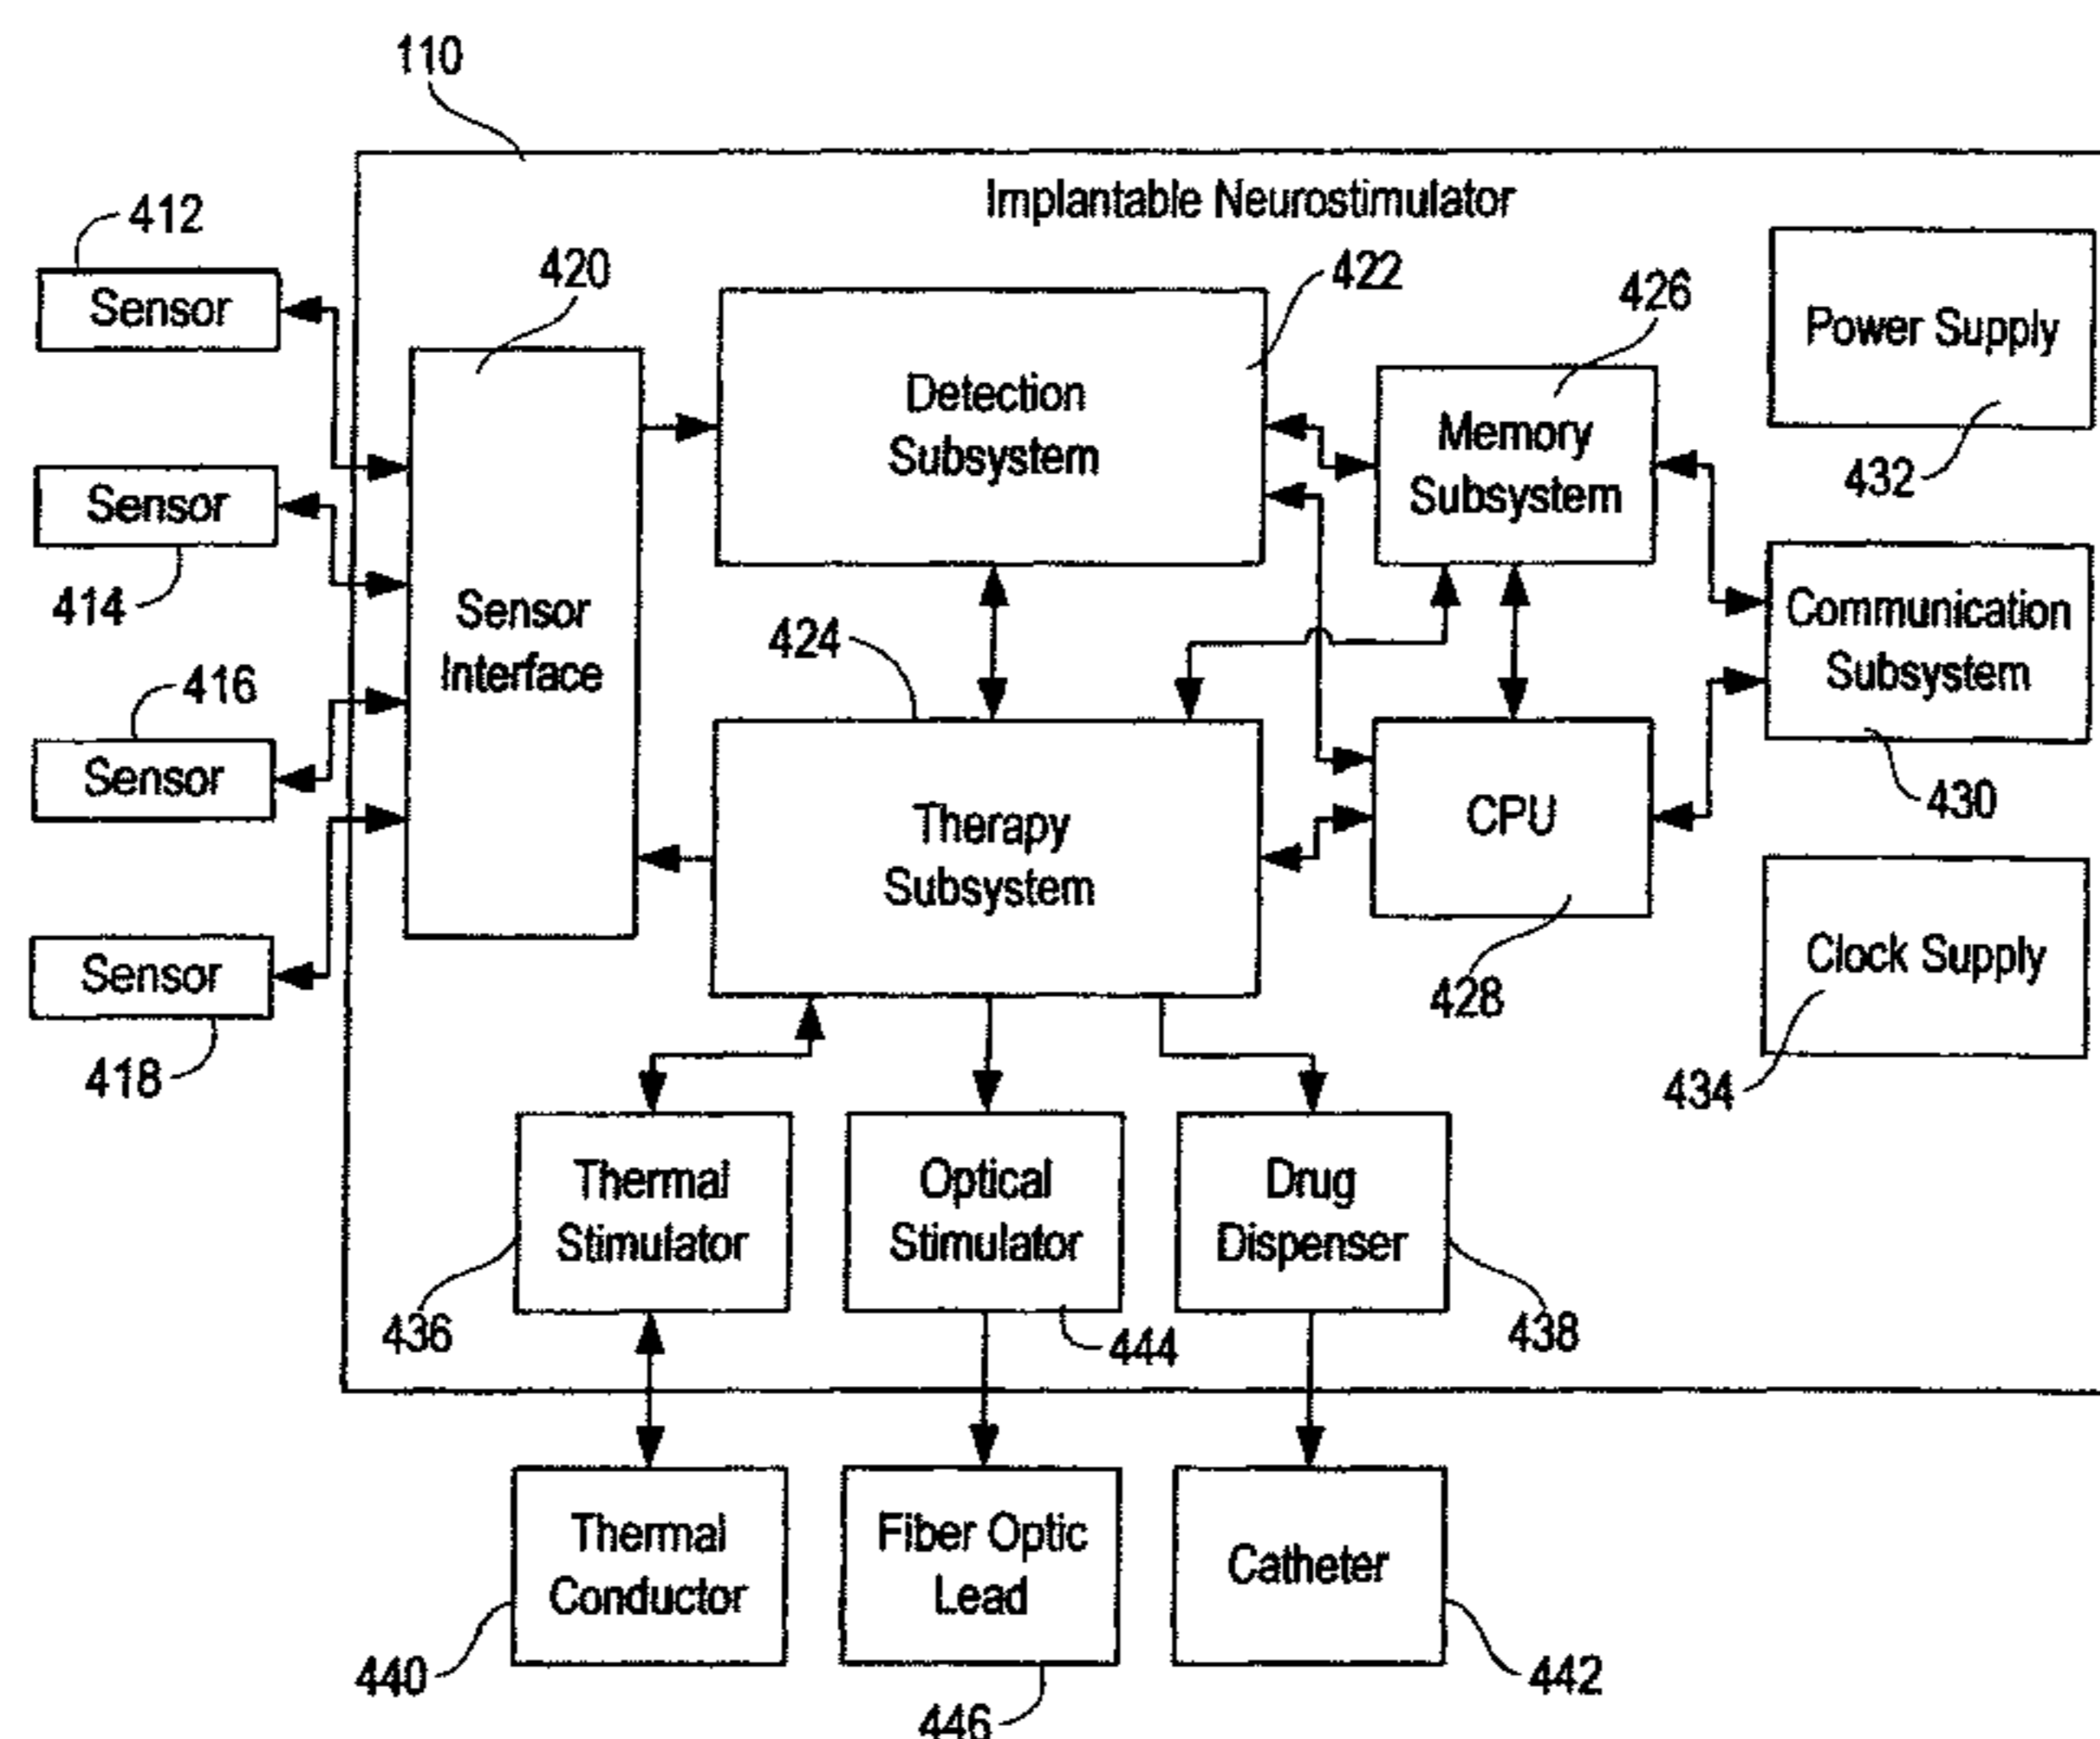 110
Implantable Neurostimulator
412
Sensor
414
Sensor
416
Sensor
418
Sensor
420
Sensor
Interface
422
Detection
Subsystem
424
Therapy
Subsystem
426
Memory
Subsystem
CPU
428
Power Supply
432
Communication
Subsystem
430
Clock Supply
434
Thermal
Stimulator
436
Optical
Stimulator
444
Drug
Dispenser
438
Thermal
Conductor
440
Fiber Optic
Lead
446
Catheter
442